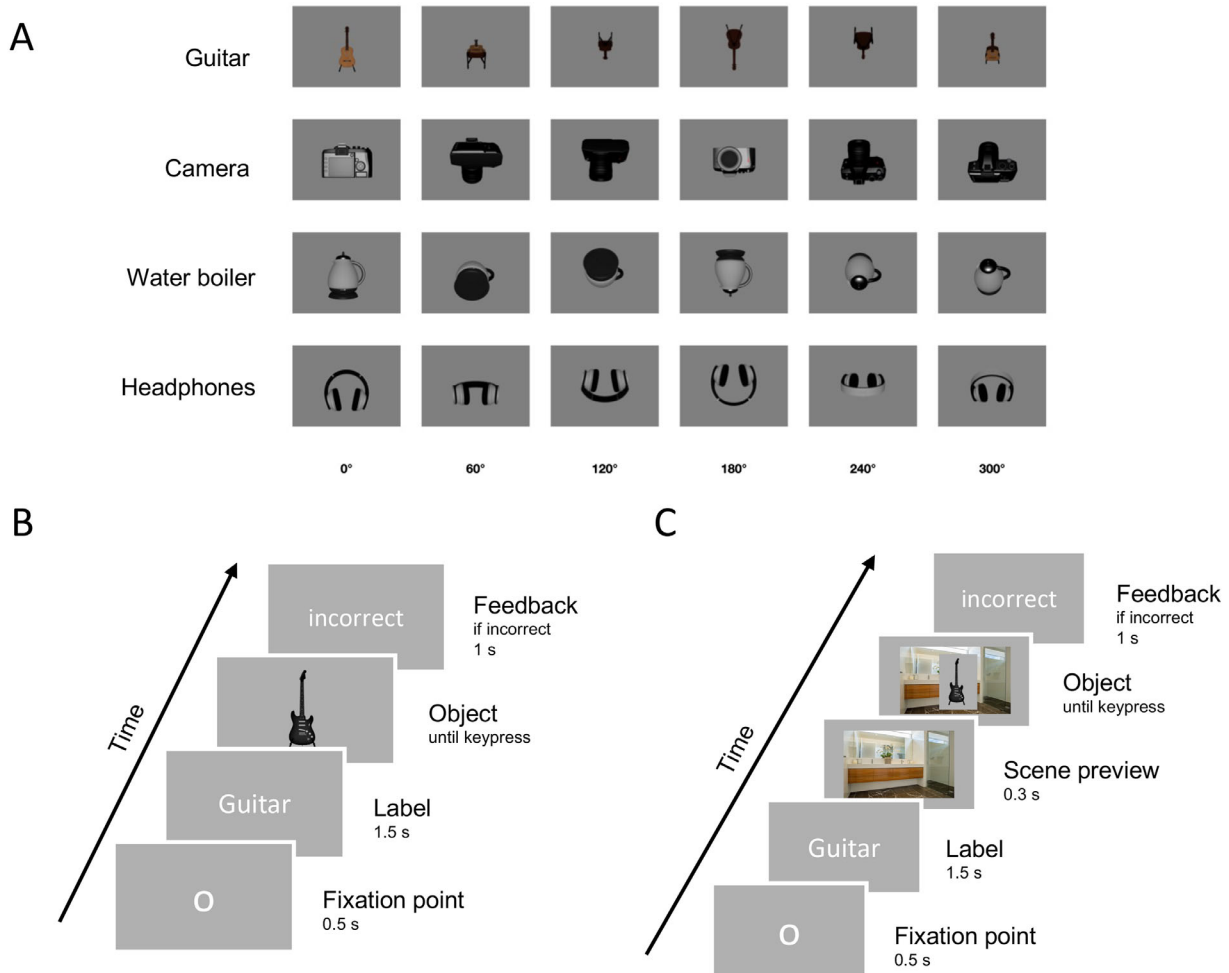 A
Guitar
Camera
Water boiler
Headphones
0° 60° 120° 180° 240° 300°
B
Time
incorrect
Feedback
if incorrect
1 s
Object
until keypress
Guitar
Label
1.5 s
O
Fixation point
0.5 s
C
Time
incorrect
Feedback
if incorrect
1 s
Object
until keypress
Scene preview
0.3 s
Guitar
Label
1.5 s
O
Fixation point
0.5 s